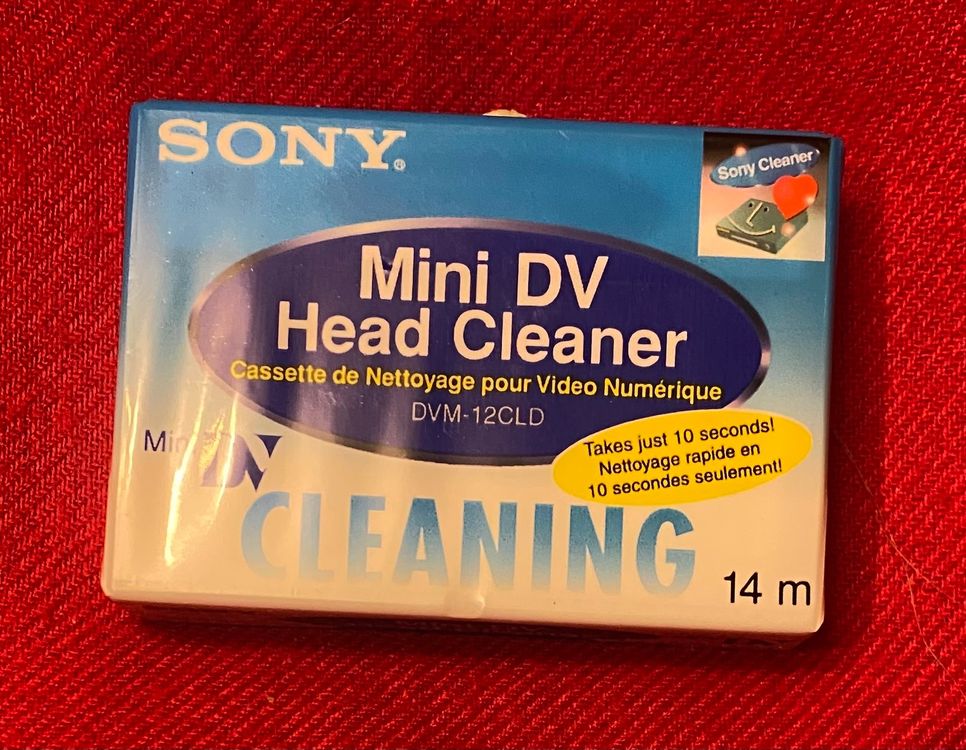 SONY®
Sony Cleaner
Mini DV
Head Cleaner
Cassette de Nettoyage pour Video Numérique
DVM-12CLD
Takes just 10 seconds!
Nettoyage rapide en
10 secondes seulement!
Mini DV
CLEANING
14 m